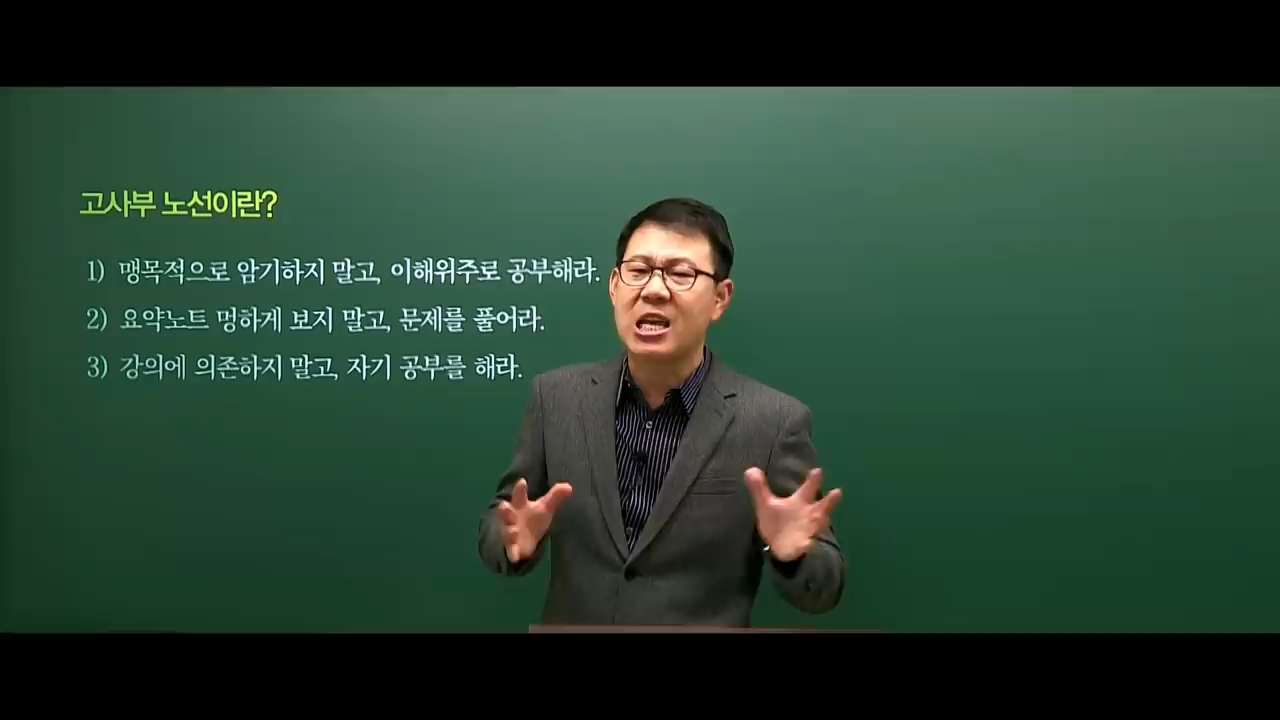 고사부 노선이란?
1) 맹목적으로 암기하지 말고, 이해위주로 공부해라.
2) 요약노트 멍하게 보지 말고, 문제를 풀어라.
3) 강의에 의존하지 말고, 자기 공부를 해라.